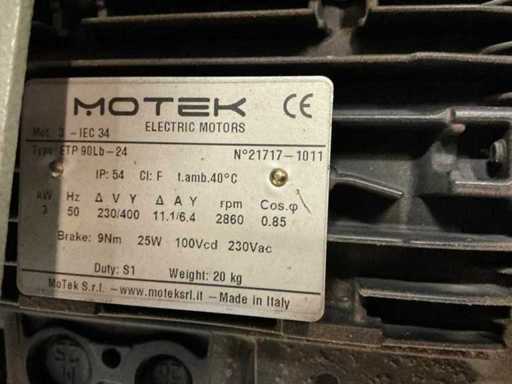 MOTEK CE
ELECTRIC MOTORS
Mot. 3 - IEC 34
Type: ETP 90Lb-24 N°21717-1011
IP: 54 Cl: F t.amb.40°C
kW Hz Δ V Y Δ A Y rpm Cos.φ
3 50 230/400 11.1/6,4 2860 0.85
Brake: 9Nm 25W 100Vcd 230Vac
Duty: S1 Weight: 20 kg
MoTek S.r.l. -www.moteksrl.it - Made in Italy